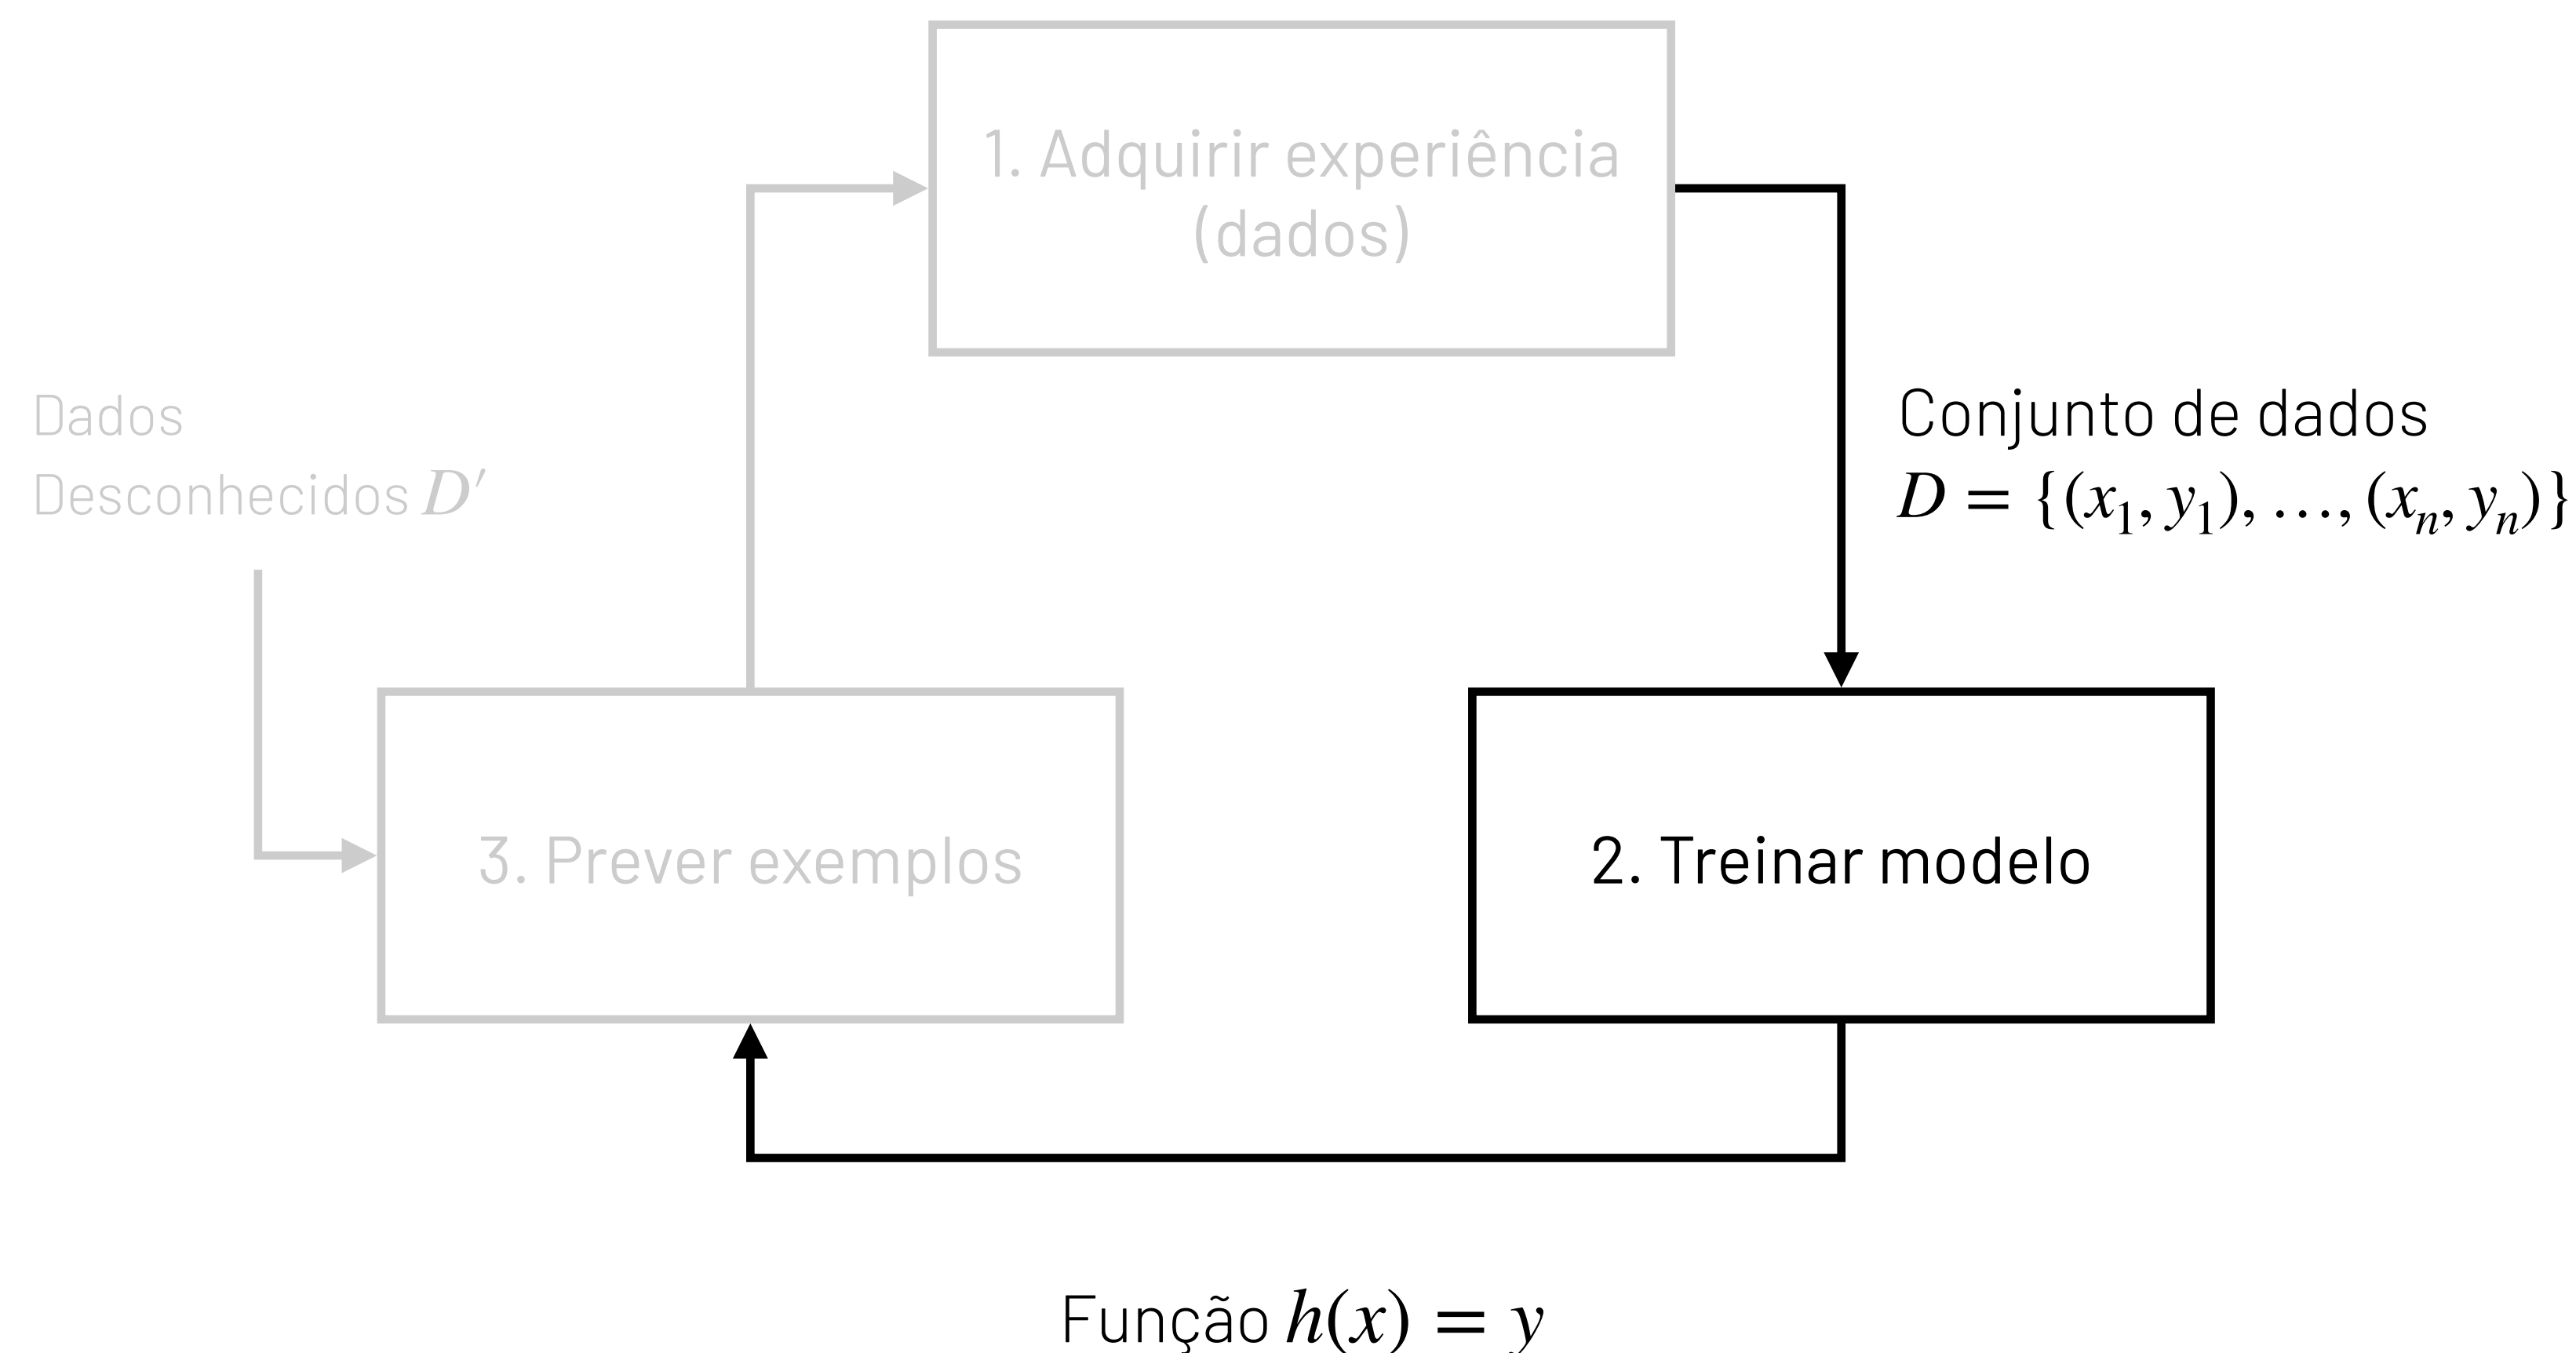 1. Adquirir experiência
(dados)
Dados
Desconhecidos D′
Conjunto de dados
D = {(x₁, y₁), …, (xₙ, yₙ)}
3. Prever exemplos
2. Treinar modelo
Função h(x) = y